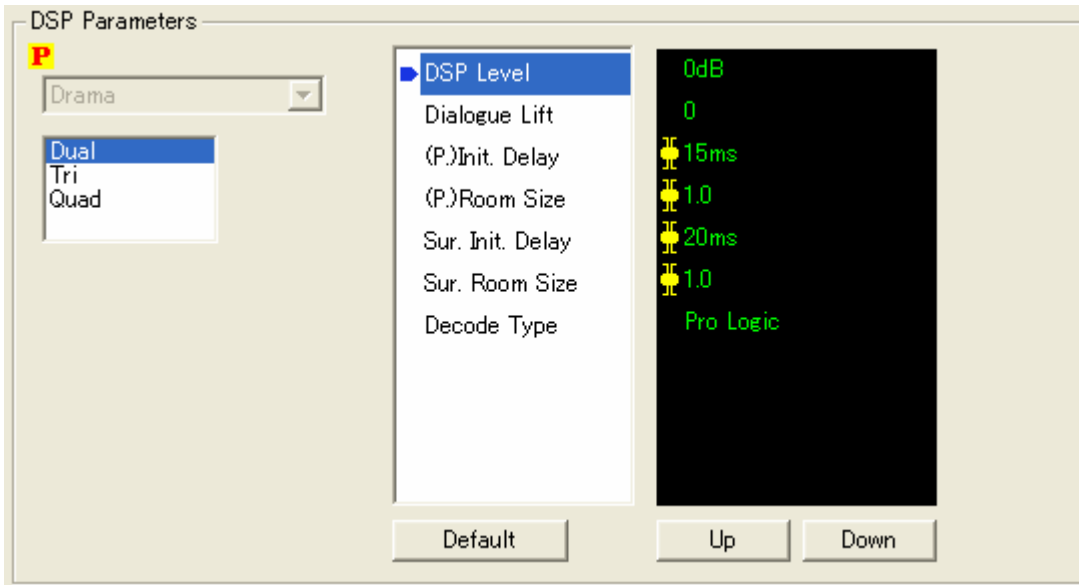 DSP Parameters
P
Drama
Dual
Tri
Quad
DSP Level 0dB
Dialogue Lift 0
(P.)Init. Delay 15ms
(P.)Room Size 1.0
Sur. Init. Delay 20ms
Sur. Room Size 1.0
Decode Type Pro Logic
Default Up Down